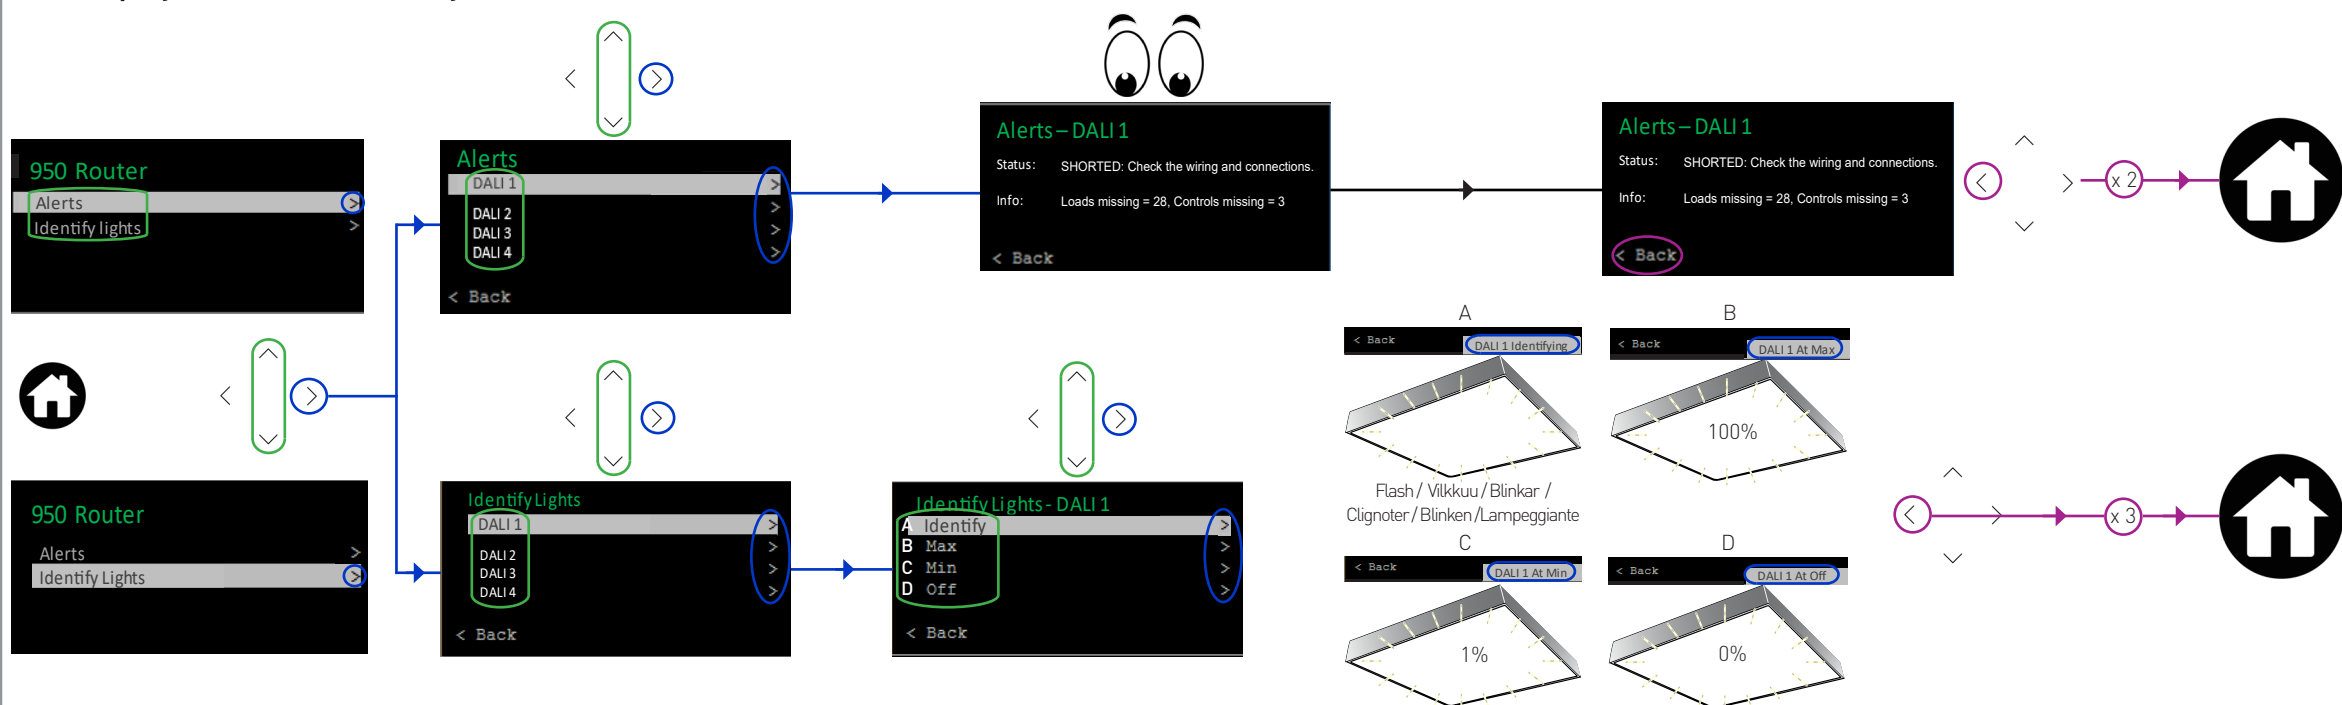 950 Router
Alerts >
Identify lights >
Alerts
DALI 1 >
DALI 2 >
DALI 3 >
DALI 4 >
< Back
Alerts – DALI 1
Status: SHORTED: Check the wiring and connections.
Info: Loads missing = 28, Controls missing = 3
< Back
Alerts – DALI 1
Status: SHORTED: Check the wiring and connections.
Info: Loads missing = 28, Controls missing = 3
< Back
x 2
950 Router
Alerts >
Identify Lights >
Identify Lights
DALI 1 >
DALI 2 >
DALI 3 >
DALI 4 >
< Back
Identify Lights - DALI 1
A Identify >
B Max >
C Min >
D Off >
< Back
A
< Back DALI 1 Identifying
Flash / Vilkkuu / Blinkar /
Clignoter / Blinken /Lampeggiante
B
< Back DALI 1 At Max
100%
C
< Back DALI 1 At Min
1%
D
< Back DALI 1 At Off
0%
x 3